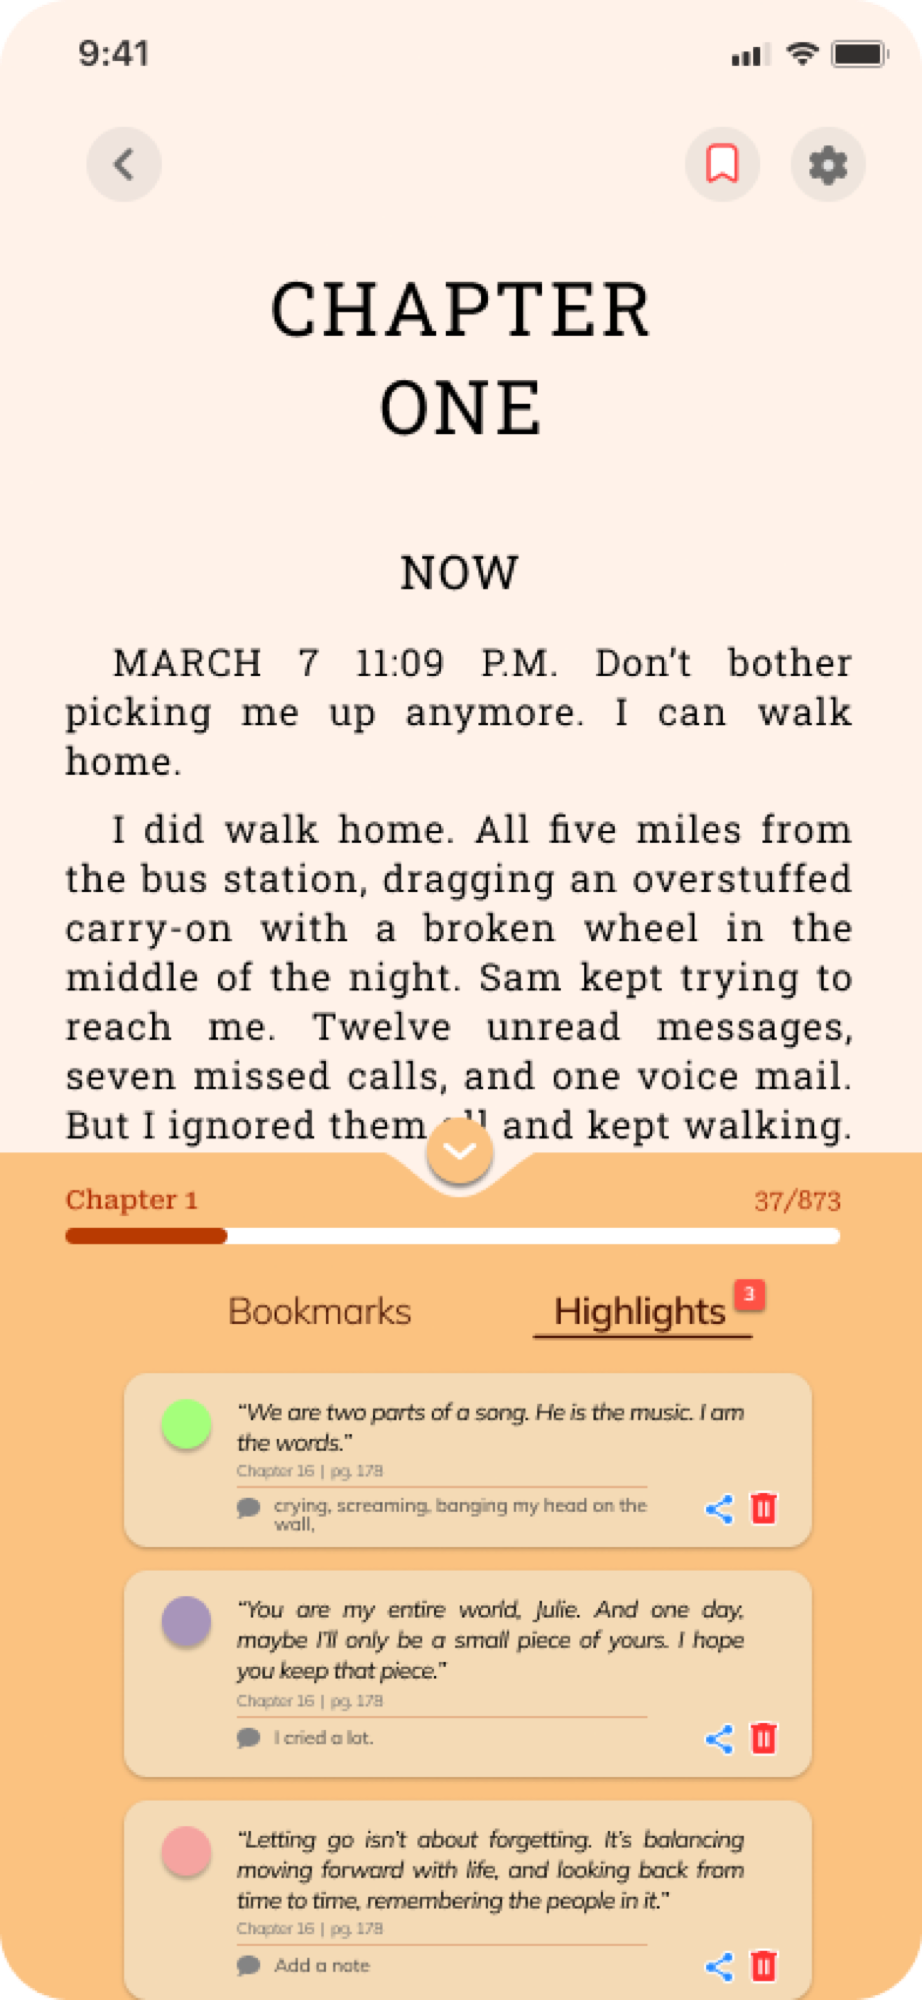 9:41
CHAPTER
ONE
NOW
MARCH 7 11:09 P.M. Don't bother
picking me up anymore. I can walk
home.
I did walk home. All five miles from
the bus station, dragging an overstuffed
carry-on with a broken wheel in the
middle of the night. Sam kept trying to
reach me. Twelve unread messages,
seven missed calls, and one voice mail.
But I ignored them all and kept walking.
Chapter 1 37/873
Bookmarks Highlights 3
“We are two parts of a song. He is the music. I am
the words.”
Chapter 16 | pg. 178
crying, screaming, banging my head on the
wall,
“You are my entire world, Julie. And one day,
maybe I'll only be a small piece of yours. I hope
you keep that piece.”
Chapter 16 | pg. 178
I cried a lot.
“Letting go isn't about forgetting. It's balancing
moving forward with life, and looking back from
time to time, remembering the people in it.”
Chapter 16 | pg. 178
Add a note